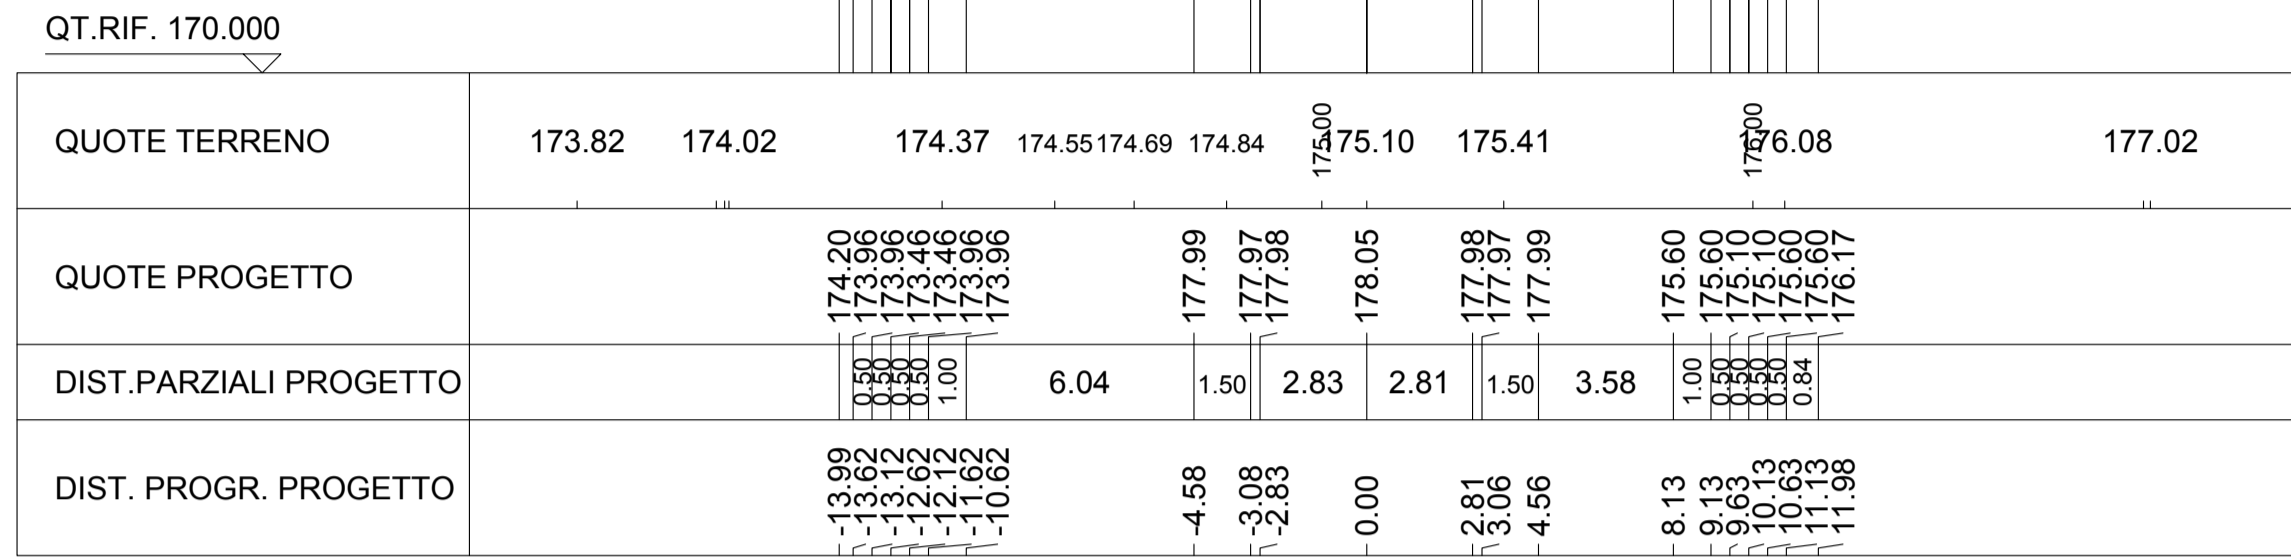 QT.RIF. 170.000
QUOTE TERRENO 173.82 174.02 174.37 174.55 174.69 174.84 175.00 175.10 175.41 176.00 176.08 177.02
QUOTE PROGETTO 174.20 173.96 173.96 173.46 173.46 173.96 173.96 177.99 177.97 177.98 178.05 177.98 177.97 177.99 175.60 175.60 175.10 175.10 175.60 175.60 176.17
DIST.PARZIALI PROGETTO 0.50 0.50 0.50 0.50 1.00 6.04 1.50 2.83 2.81 1.50 3.58 1.00 0.50 0.50 0.50 0.50 0.84
DIST. PROGR. PROGETTO -13.99 -13.62 -13.12 -12.62 -12.12 -11.62 -10.62 -4.58 -3.08 -2.83 0.00 2.81 3.06 4.56 8.13 9.13 9.63 10.13 10.63 11.13 11.98